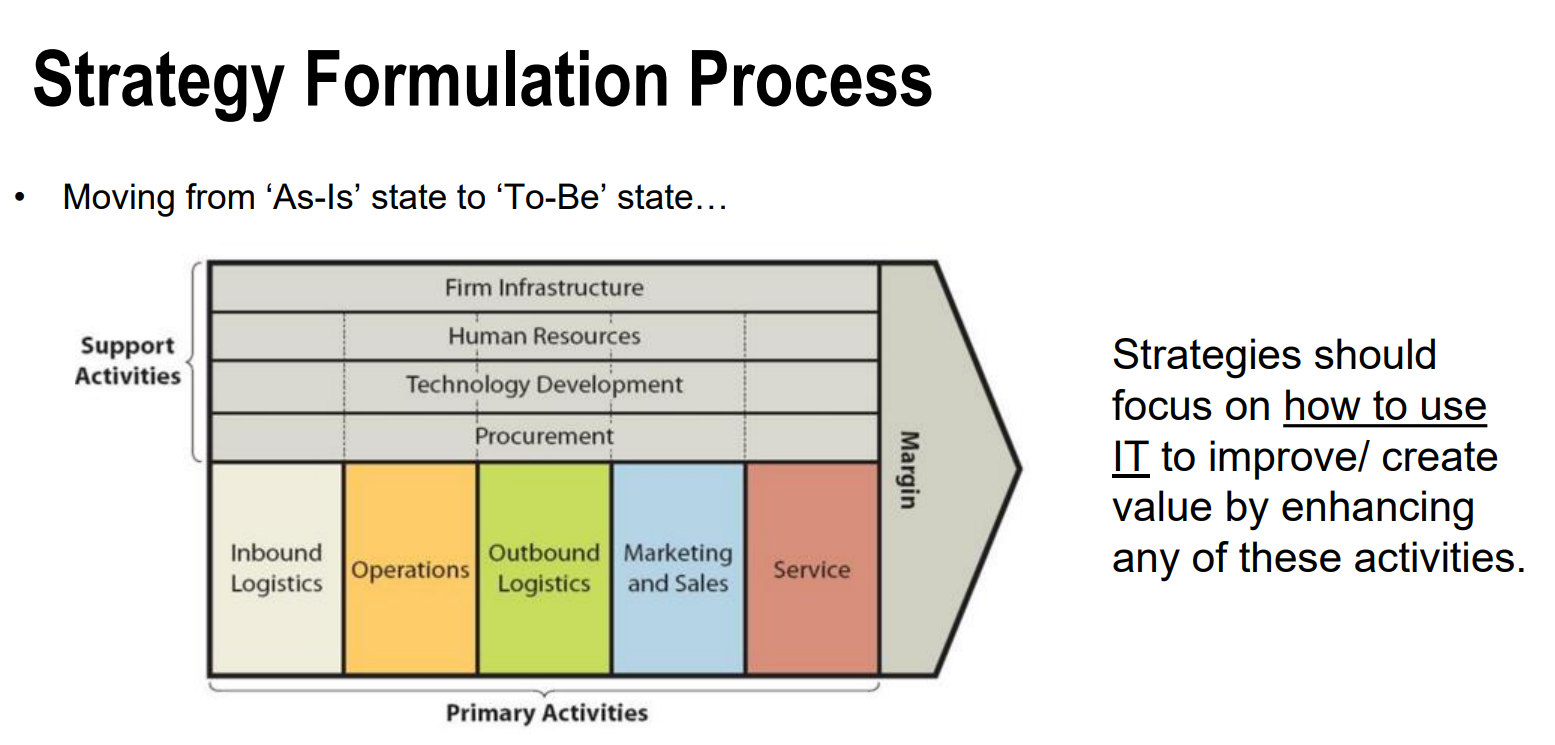 Strategy Formulation Process
• Moving from ‘As-Is’ state to ‘To-Be’ state…
Support
Activities
Firm Infrastructure
Human Resources
Technology Development
Procurement
Inbound
Logistics
Operations
Outbound
Logistics
Marketing
and Sales
Service
Margin
Primary Activities
Strategies should
focus on how to use
IT to improve/ create
value by enhancing
any of these activities.